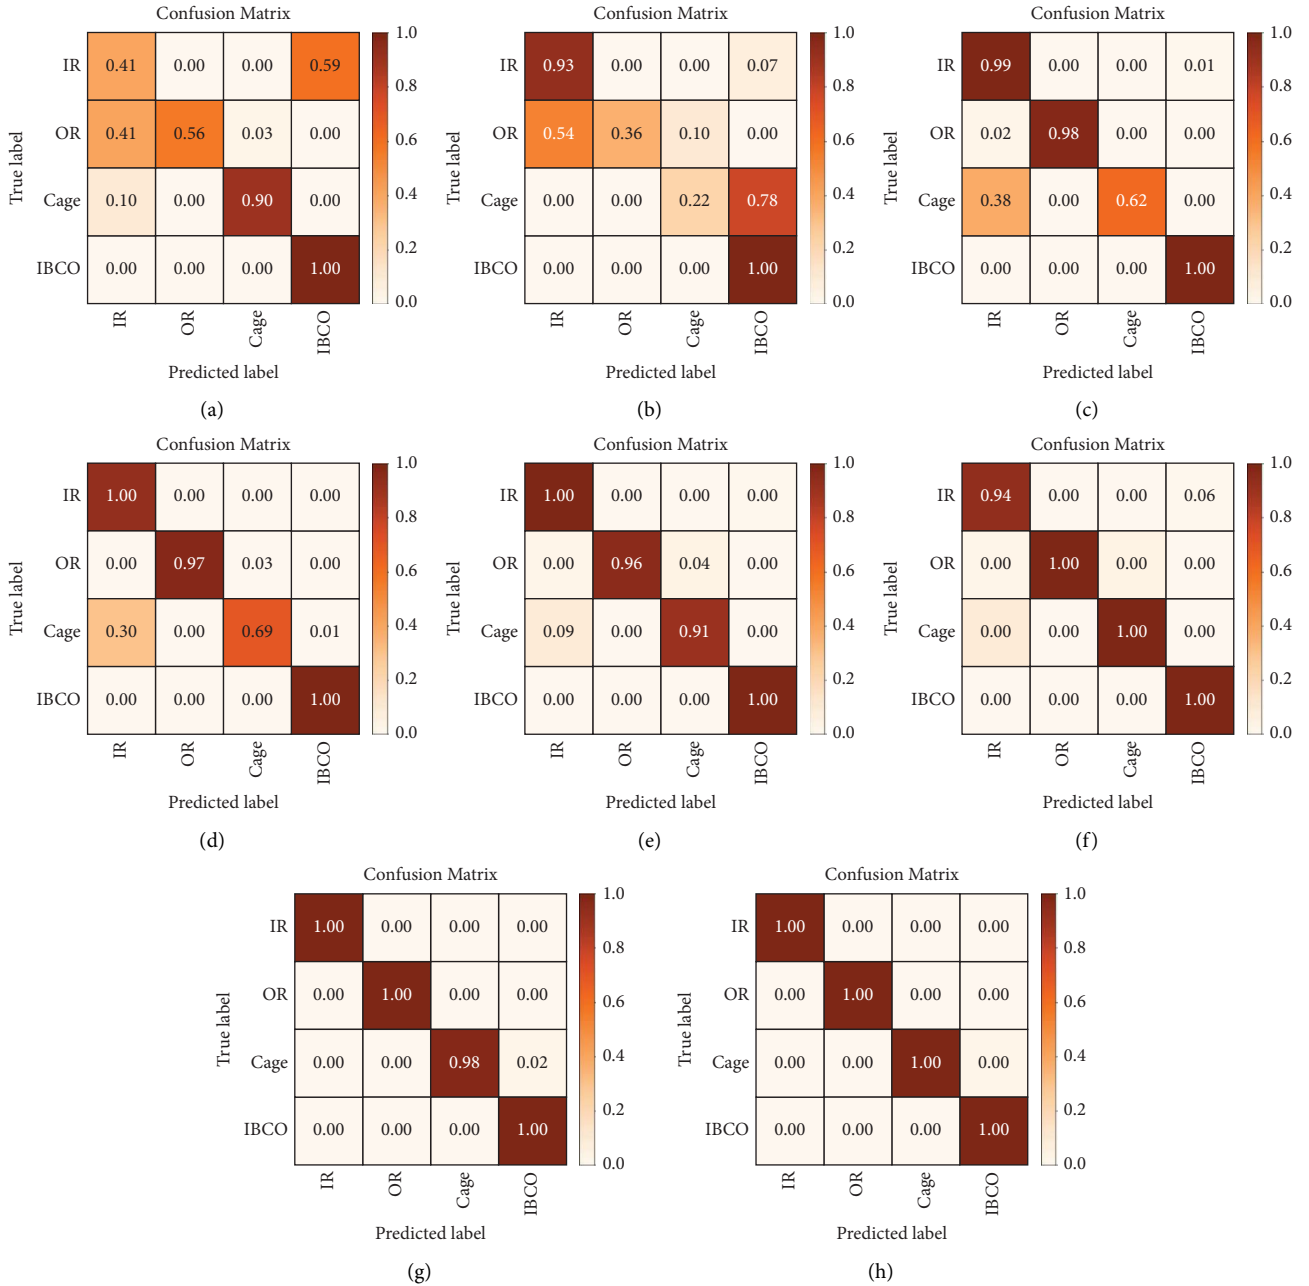 Confusion Matrix
1.0
IR 0.41 0.00 0.00 0.59
0.8
OR 0.41 0.56 0.03 0.00
0.6
True label
0.4
Cage 0.10 0.00 0.90 0.00
0.2
IBCO 0.00 0.00 0.00 1.00
0.0
IR OR Cage IBCO
Predicted label
(a)
Confusion Matrix
1.0
IR 0.93 0.00 0.00 0.07
0.8
OR 0.54 0.36 0.10 0.00
0.6
True label
0.4
Cage 0.00 0.00 0.22 0.78
0.2
IBCO 0.00 0.00 0.00 1.00
0.0
IR OR Cage IBCO
Predicted label
(b)
Confusion Matrix
1.0
IR 0.99 0.00 0.00 0.01
0.8
OR 0.02 0.98 0.00 0.00
0.6
True label
0.4
Cage 0.38 0.00 0.62 0.00
0.2
IBCO 0.00 0.00 0.00 1.00
0.0
IR OR Cage IBCO
Predicted label
(c)
Confusion Matrix
1.0
IR 1.00 0.00 0.00 0.00
0.8
OR 0.00 0.97 0.03 0.00
0.6
True label
0.4
Cage 0.30 0.00 0.69 0.01
0.2
IBCO 0.00 0.00 0.00 1.00
0.0
IR OR Cage IBCO
Predicted label
(d)
Confusion Matrix
1.0
IR 1.00 0.00 0.00 0.00
0.8
OR 0.00 0.96 0.04 0.00
0.6
True label
0.4
Cage 0.09 0.00 0.91 0.00
0.2
IBCO 0.00 0.00 0.00 1.00
0.0
IR OR Cage IBCO
Predicted label
(e)
Confusion Matrix
1.0
IR 0.94 0.00 0.00 0.06
0.8
OR 0.00 1.00 0.00 0.00
0.6
True label
0.4
Cage 0.00 0.00 1.00 0.00
0.2
IBCO 0.00 0.00 0.00 1.00
0.0
IR OR Cage IBCO
Predicted label
(f)
Confusion Matrix
1.0
IR 1.00 0.00 0.00 0.00
0.8
OR 0.00 1.00 0.00 0.00
0.6
True label
0.4
Cage 0.00 0.00 0.98 0.02
0.2
IBCO 0.00 0.00 0.00 1.00
0.0
IR OR Cage IBCO
Predicted label
(g)
Confusion Matrix
1.0
IR 1.00 0.00 0.00 0.00
0.8
OR 0.00 1.00 0.00 0.00
0.6
True label
0.4
Cage 0.00 0.00 1.00 0.00
0.2
IBCO 0.00 0.00 0.00 1.00
0.0
IR OR Cage IBCO
Predicted label
(h)